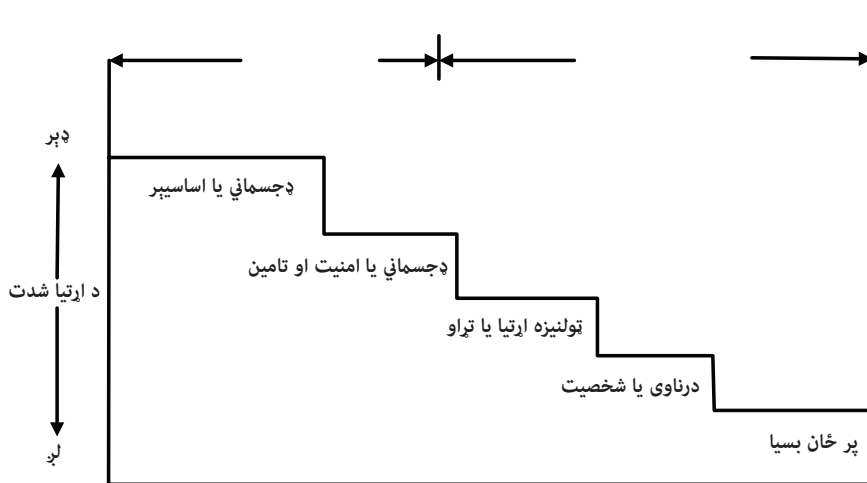 ډېر
ډجسماني یا اساسیېر
ډجسماني یا امنیت او تامین
د اړتیا شدت
ټولنیزه اړتیا یا تړاو
درناوی یا شخصیت
پر ځان بسیا
لږ